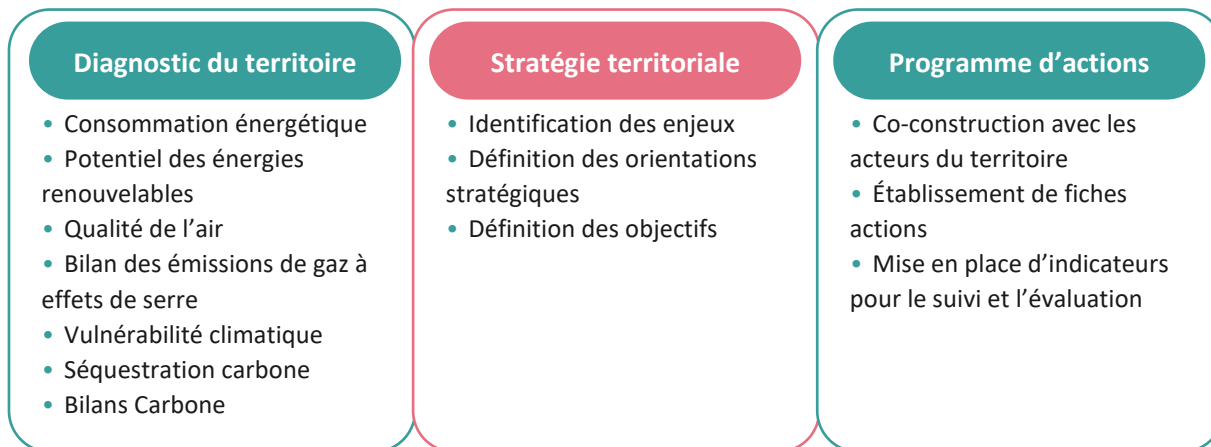 Diagnostic du territoire
• Consommation énergétique
• Potentiel des énergies
renouvelables
• Qualité de l’air
• Bilan des émissions de gaz à
effets de serre
• Vulnérabilité climatique
• Séquestration carbone
• Bilans Carbone
Stratégie territoriale
• Identification des enjeux
• Définition des orientations
stratégiques
• Définition des objectifs
Programme d’actions
• Co-construction avec les
acteurs du territoire
• Établissement de fiches
actions
• Mise en place d’indicateurs
pour le suivi et l’évaluation